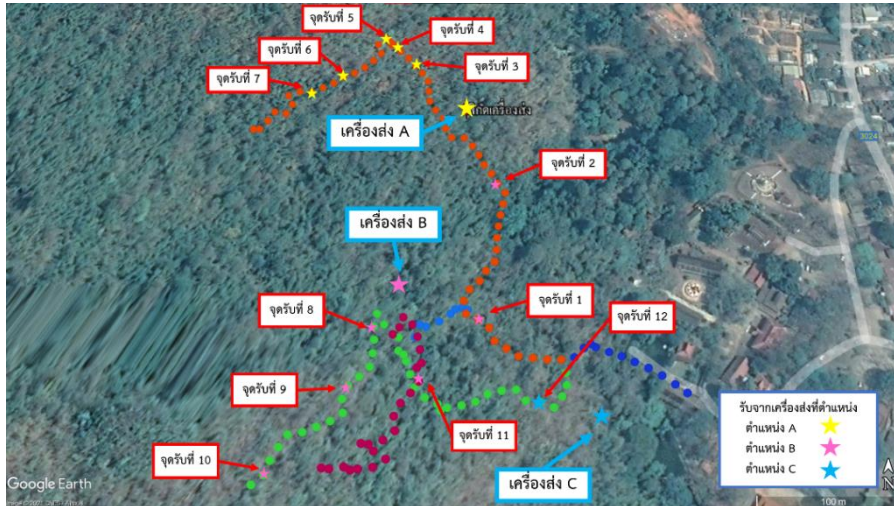 จุดรับที่ 5
จุดรับที่ 4
จุดรับที่ 6
จุดรับที่ 3
จุดรับที่ 7
เครื่องส่ง A
3024
จุดรับที่ 2
เครื่องส่ง B
จุดรับที่ 8
จุดรับที่ 1
จุดรับที่ 12
จุดรับที่ 9
จุดรับที่ 11
จุดรับที่ 10
เครื่องส่ง C
รับจากเครื่องส่งที่ตำแหน่ง
ตำแหน่ง A
ตำแหน่ง B
ตำแหน่ง C
Google Earth
N
100 m